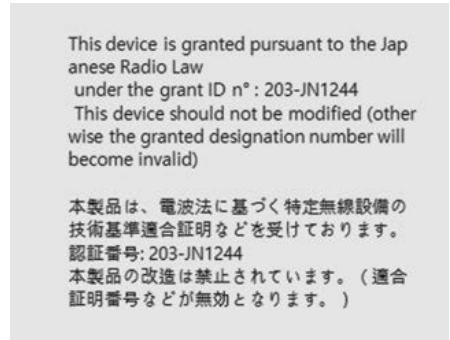 This device is granted pursuant to the Jap
anese Radio Law
under the grant ID n° : 203-JN1244
This device should not be modified (other
wise the granted designation number will
become invalid)
本製品は、電波法に基づく特定無線設備の
技術基準適合証明などを受けております。
認証番号: 203-JN1244
本製品の改造は禁止されています。(適合
証明番号などが無効となります。)